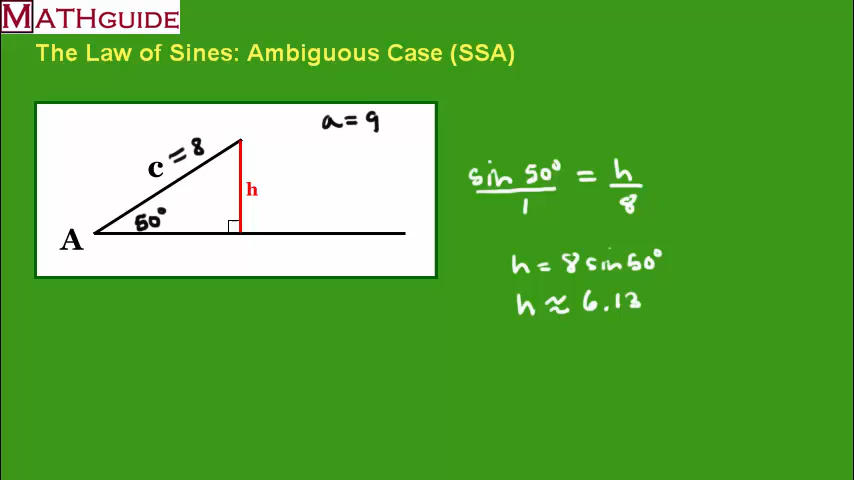 MATHGUIDE
The Law of Sines: Ambiguous Case (SSA)
a = 9
c = 8
h
50°
A
sin 50° / 1 = h / 8
h = 8 sin 50°
h ≈ 6.13